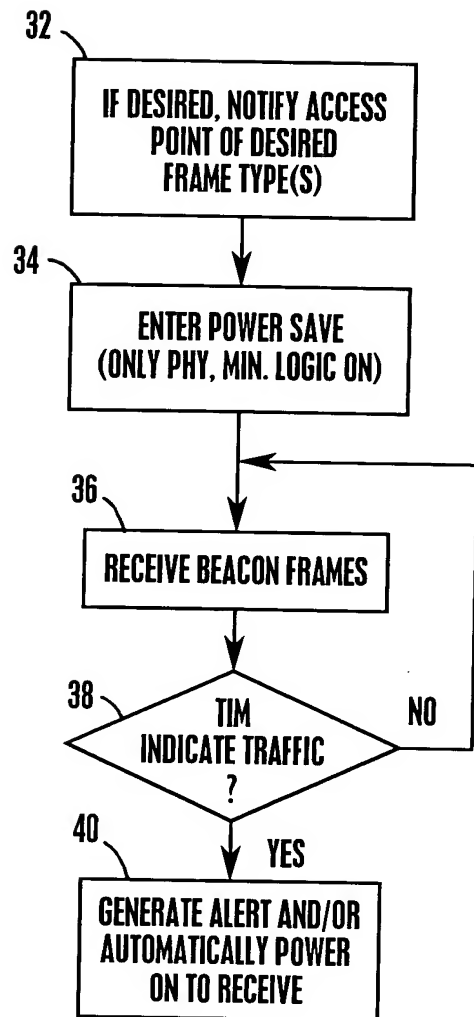 32
IF DESIRED, NOTIFY ACCESS
POINT OF DESIRED
FRAME TYPE(S)
34
ENTER POWER SAVE
(ONLY PHY, MIN. LOGIC ON)
36
RECEIVE BEACON FRAMES
38
TIM
INDICATE TRAFFIC
?
NO
YES
40
GENERATE ALERT AND/OR
AUTOMATICALLY POWER
ON TO RECEIVE